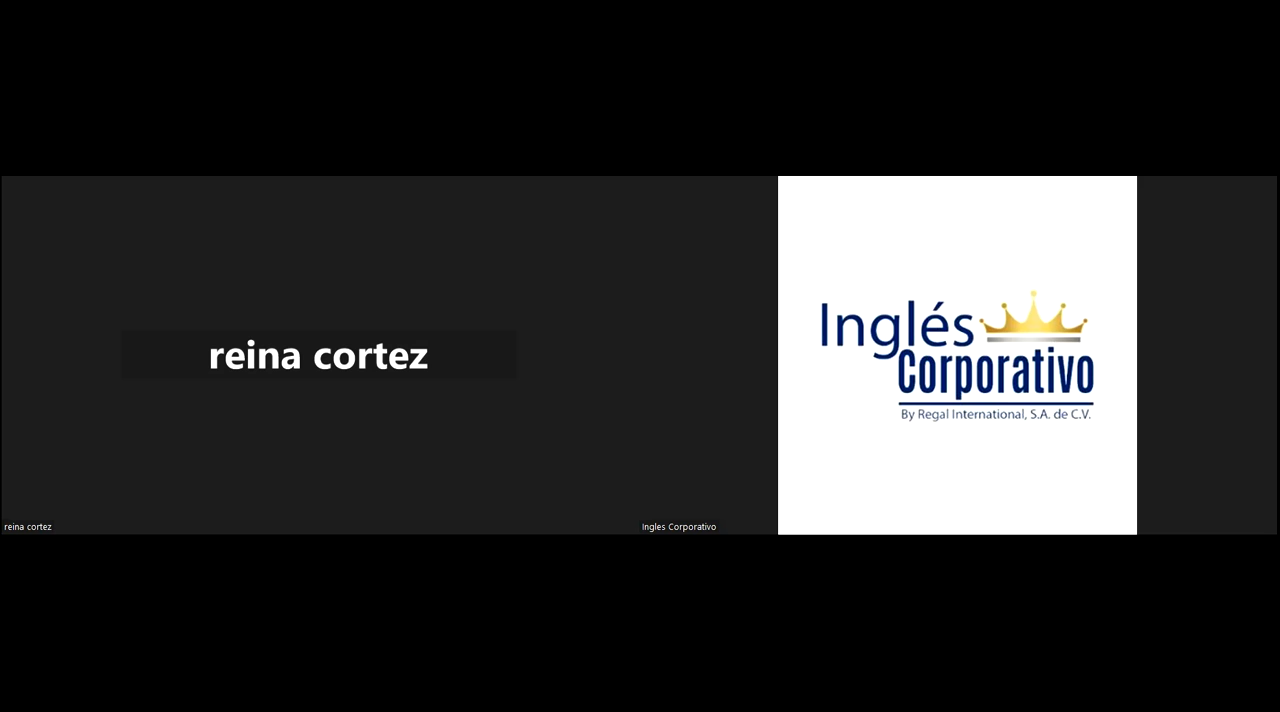 reina cortez
reina cortez
Inglés
Corporativo
By Regal International, S.A. de C.V.
Ingles Corporativo